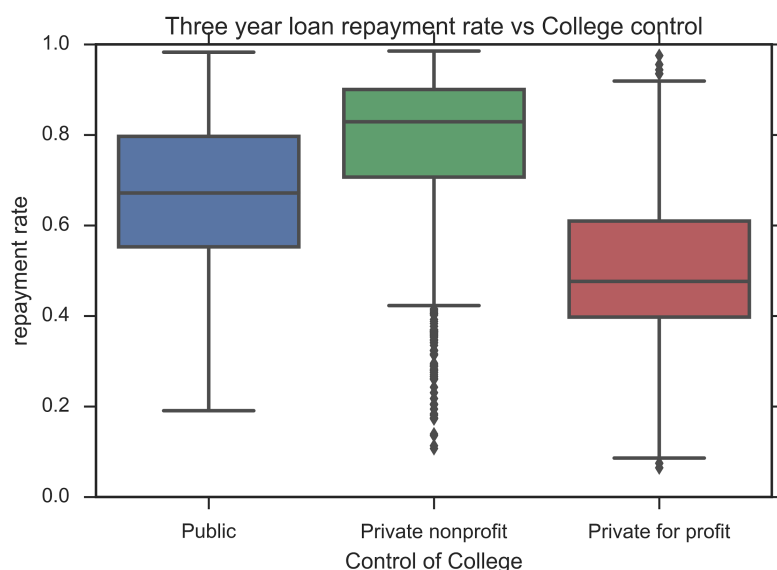 Three year loan repayment rate vs College control
1.0
0.8
0.6
0.4
0.2
0.0
repayment rate
Public
Private nonprofit
Private for profit
Control of College